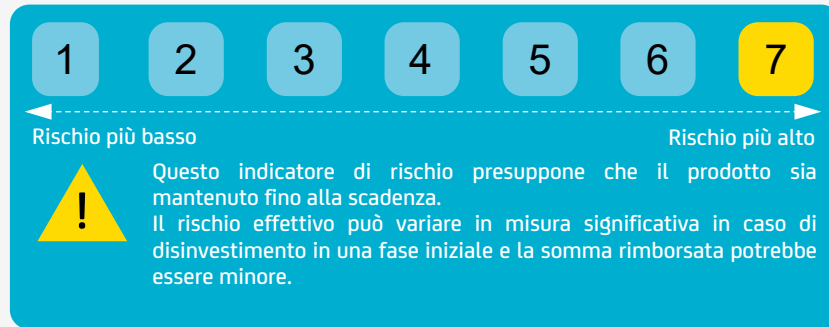 1 2 3 4 5 6 7
Rischio più basso Rischio più alto
Questo indicatore di rischio presuppone che il prodotto sia
mantenuto fino alla scadenza.
!
Il rischio effettivo può variare in misura significativa in caso di
disinvestimento in una fase iniziale e la somma rimborsata potrebbe
essere minore.